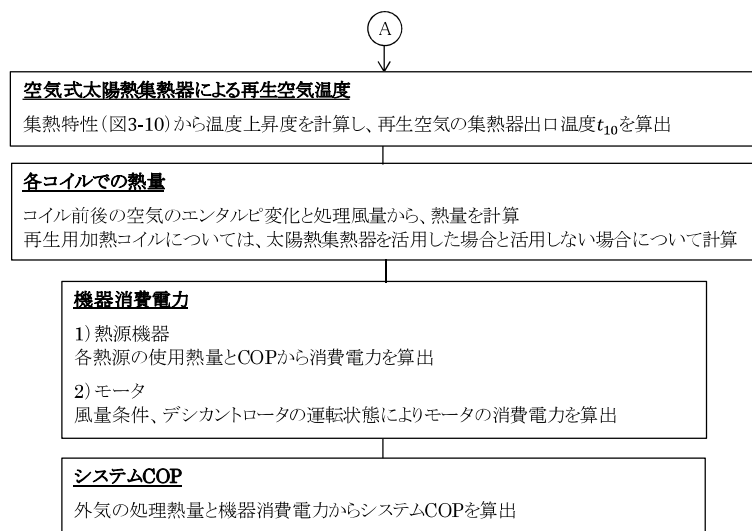 A
空気式太陽熱集熱器による再生空気温度
集熱特性(図3-10)から温度上昇度を計算し、再生空気の集熱器出口温度t₁₀を算出
各コイルでの熱量
コイル前後の空気のエンタルピ変化と処理風量から、熱量を計算
再生用加熱コイルについては、太陽熱集熱器を活用した場合と活用しない場合について計算
機器消費電力
1)熱源機器
各熱源の使用熱量とCOPから消費電力を算出
2)モータ
風量条件、デシカントロータの運転状態によりモータの消費電力を算出
システムCOP
外気の処理熱量と機器消費電力からシステムCOPを算出